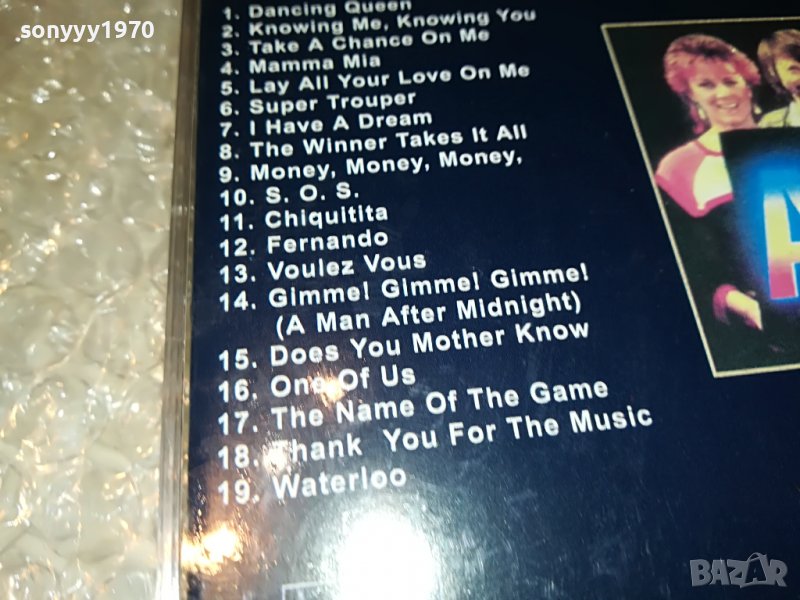 sonyyy1970
1. Dancing Queen
2. Knowing Me, Knowing You
3. Take A Chance On Me
4. Mamma Mia
5. Lay All Your Love On Me
6. Super Trouper
7. I Have A Dream
8. The Winner Takes It All
9. Money, Money, Money,
10. S. O. S.
11. Chiquitita
12. Fernando
13. Voulez Vous
14. Gimme! Gimme! Gimme!
(A Man After Midnight)
15. Does You Mother Know
16. One Of Us
17. The Name Of The Game
18. Thank You For The Music
19. Waterloo
A
BAZAR